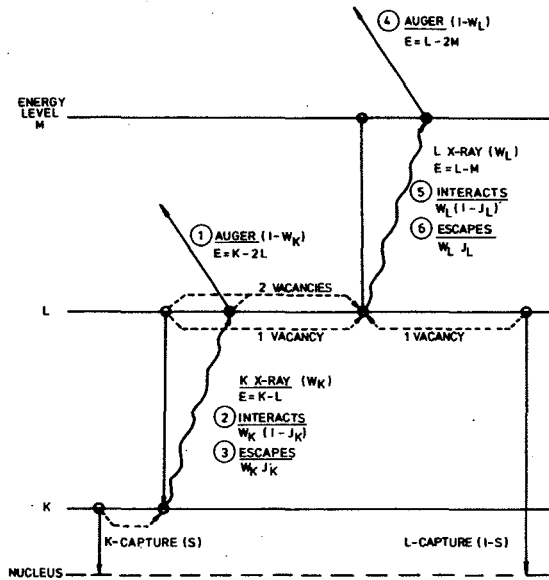 ④ AUGER (1-W_L)
E = L-2M
ENERGY
LEVEL
M
L X-RAY (W_L)
E=L-M
⑤ INTERACTS
W_L (1-J_L)
⑥ ESCAPES
W_L J_L
① AUGER (1-W_K)
E = K-2L
2 VACANCIES
L
1 VACANCY
1 VACANCY
K X-RAY (W_K)
E=K-L
② INTERACTS
W_K (1-J_K)
③ ESCAPES
W_K J_K
K
K-CAPTURE (S)
L-CAPTURE (1-S)
NUCLEUS